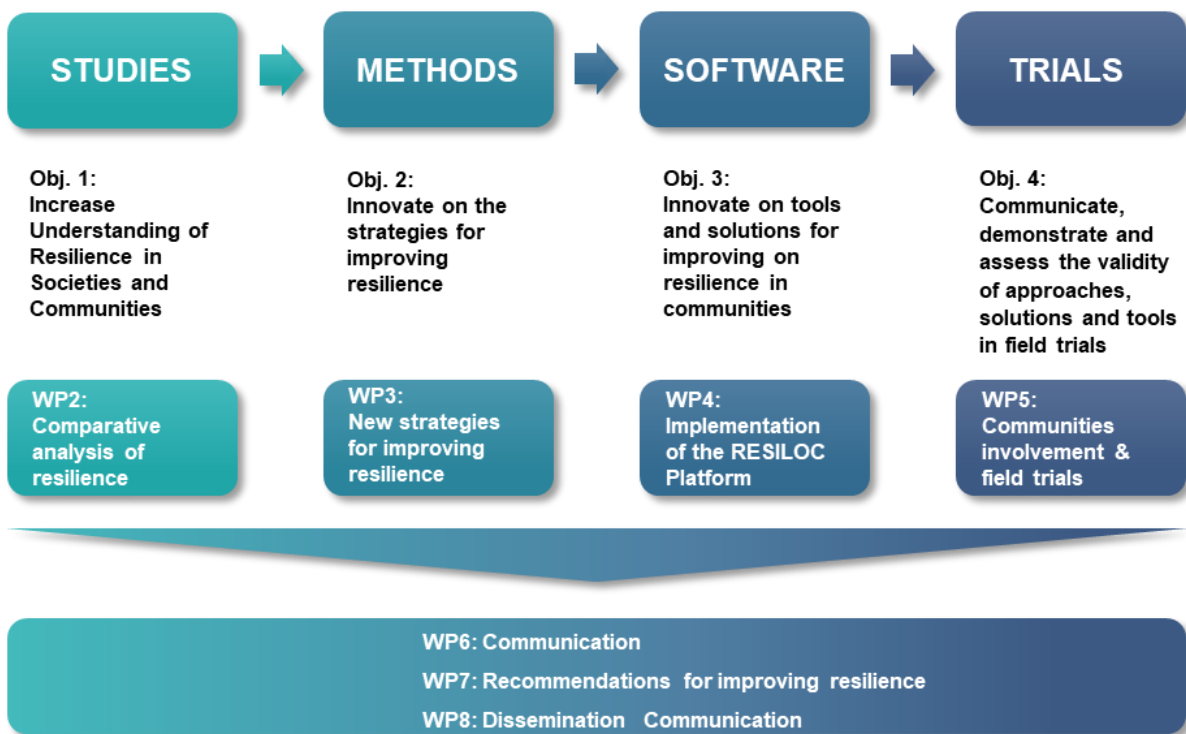 STUDIES
METHODS
SOFTWARE
TRIALS
Obj. 1:
Increase
Understanding of
Resilience in
Societies and
Communities
Obj. 2:
Innovate on the
strategies for
improving
resilience
Obj. 3:
Innovate on tools
and solutions for
improving on
resilience in
communities
Obj. 4:
Communicate,
demonstrate and
assess the validity
of approaches,
solutions and tools
in field trials
WP2:
Comparative
analysis of
resilience
WP3:
New strategies
for improving
resilience
WP4:
Implementation
of the RESILOC
Platform
WP5:
Communities
involvement &
field trials
WP6: Communication
WP7: Recommendations for improving resilience
WP8: Dissemination Communication